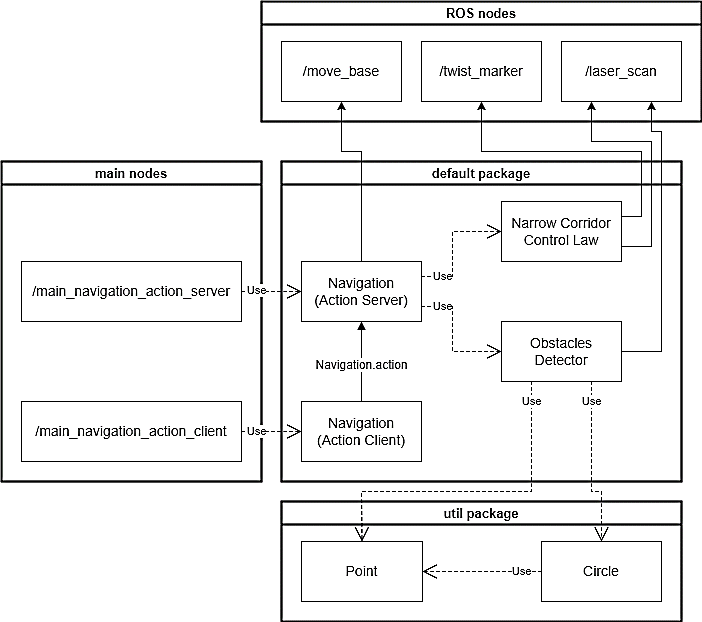 ROS nodes
/move_base
/twist_marker
/laser_scan
main nodes
default package
/main_navigation_action_server
Use
Navigation
(Action Server)
Use
Use
Narrow Corridor
Control Law
Obstacles
Detector
Navigation.action
/main_navigation_action_client
Use
Navigation
(Action Client)
Use
Use
util package
Point
Use
Circle